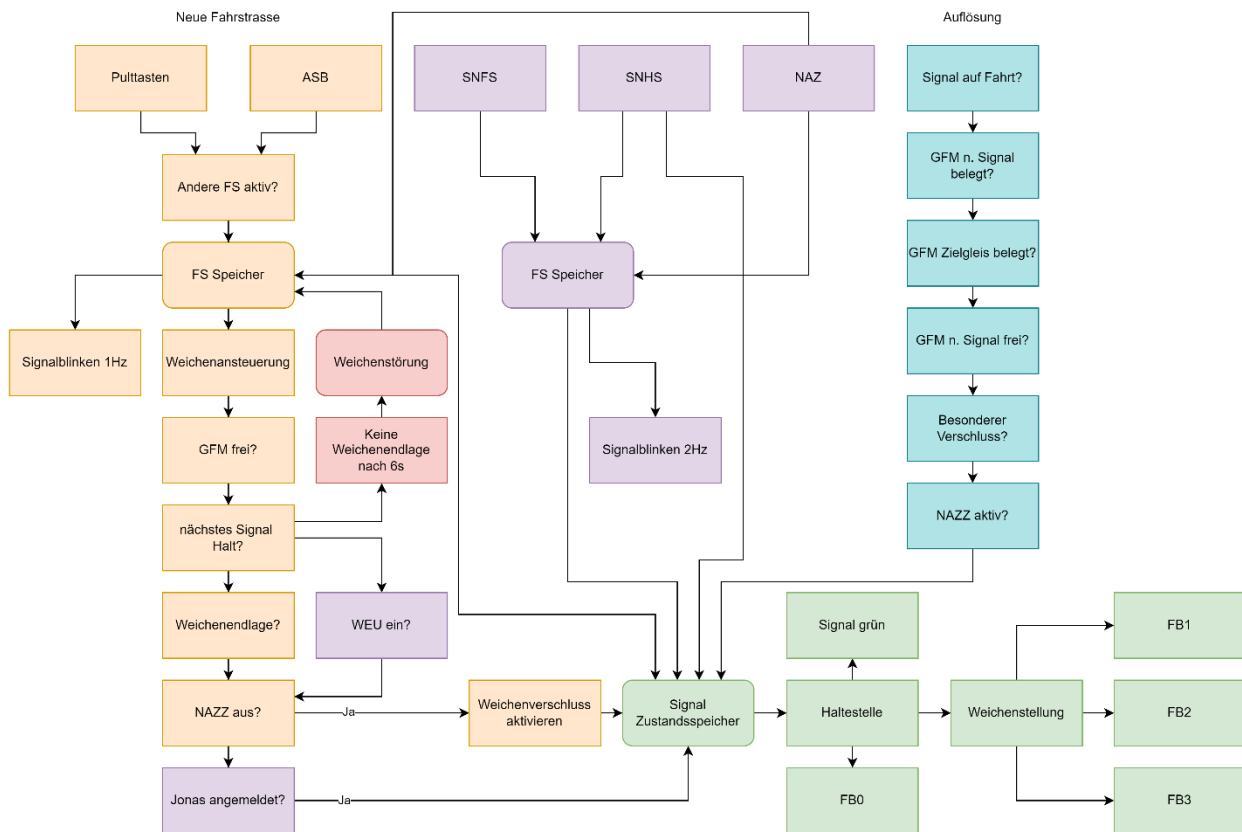 Neue Fahrstrasse
Auflösung
Pulttasten
ASB
SNFS
SNHS
NAZ
Signal auf Fahrt?
GFM n. Signal
belegt?
Andere FS aktiv?
GFM Zielgleis belegt?
FS Speicher
FS Speicher
GFM n. Signal frei?
Signalblinken 1Hz
Weichenansteuerung
Weichenstörung
Besonderer
Verschluss?
GFM frei?
Keine
Weichenendlage
nach 6s
Signalblinken 2Hz
NAZZ aktiv?
nächstes Signal
Halt?
Weichenendlage?
WEU ein?
Signal grün
FB1
NAZZ aus?
Ja
Weichenverschluss
aktivieren
Signal
Zustandsspeicher
Haltestelle
Weichenstellung
FB2
Jonas angemeldet?
Ja
FB0
FB3